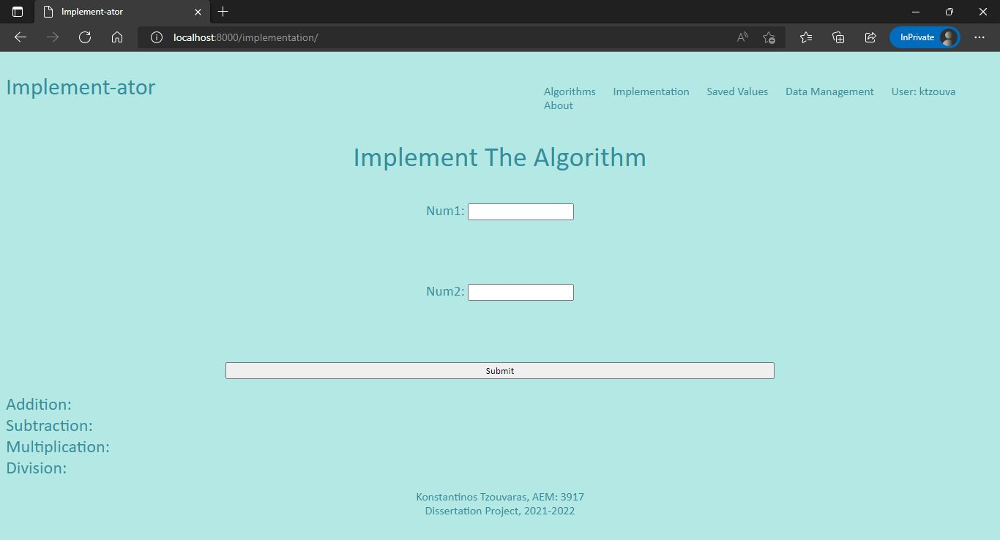 Implement-ator
localhost:8000/implementation/
InPrivate
Implement-ator
Algorithms Implementation Saved Values Data Management User: ktzouva
About
Implement The Algorithm
Num1:
Num2:
Submit
Addition:
Subtraction:
Multiplication:
Division:
Konstantinos Tzouvaras, AEM: 3917
Dissertation Project, 2021-2022